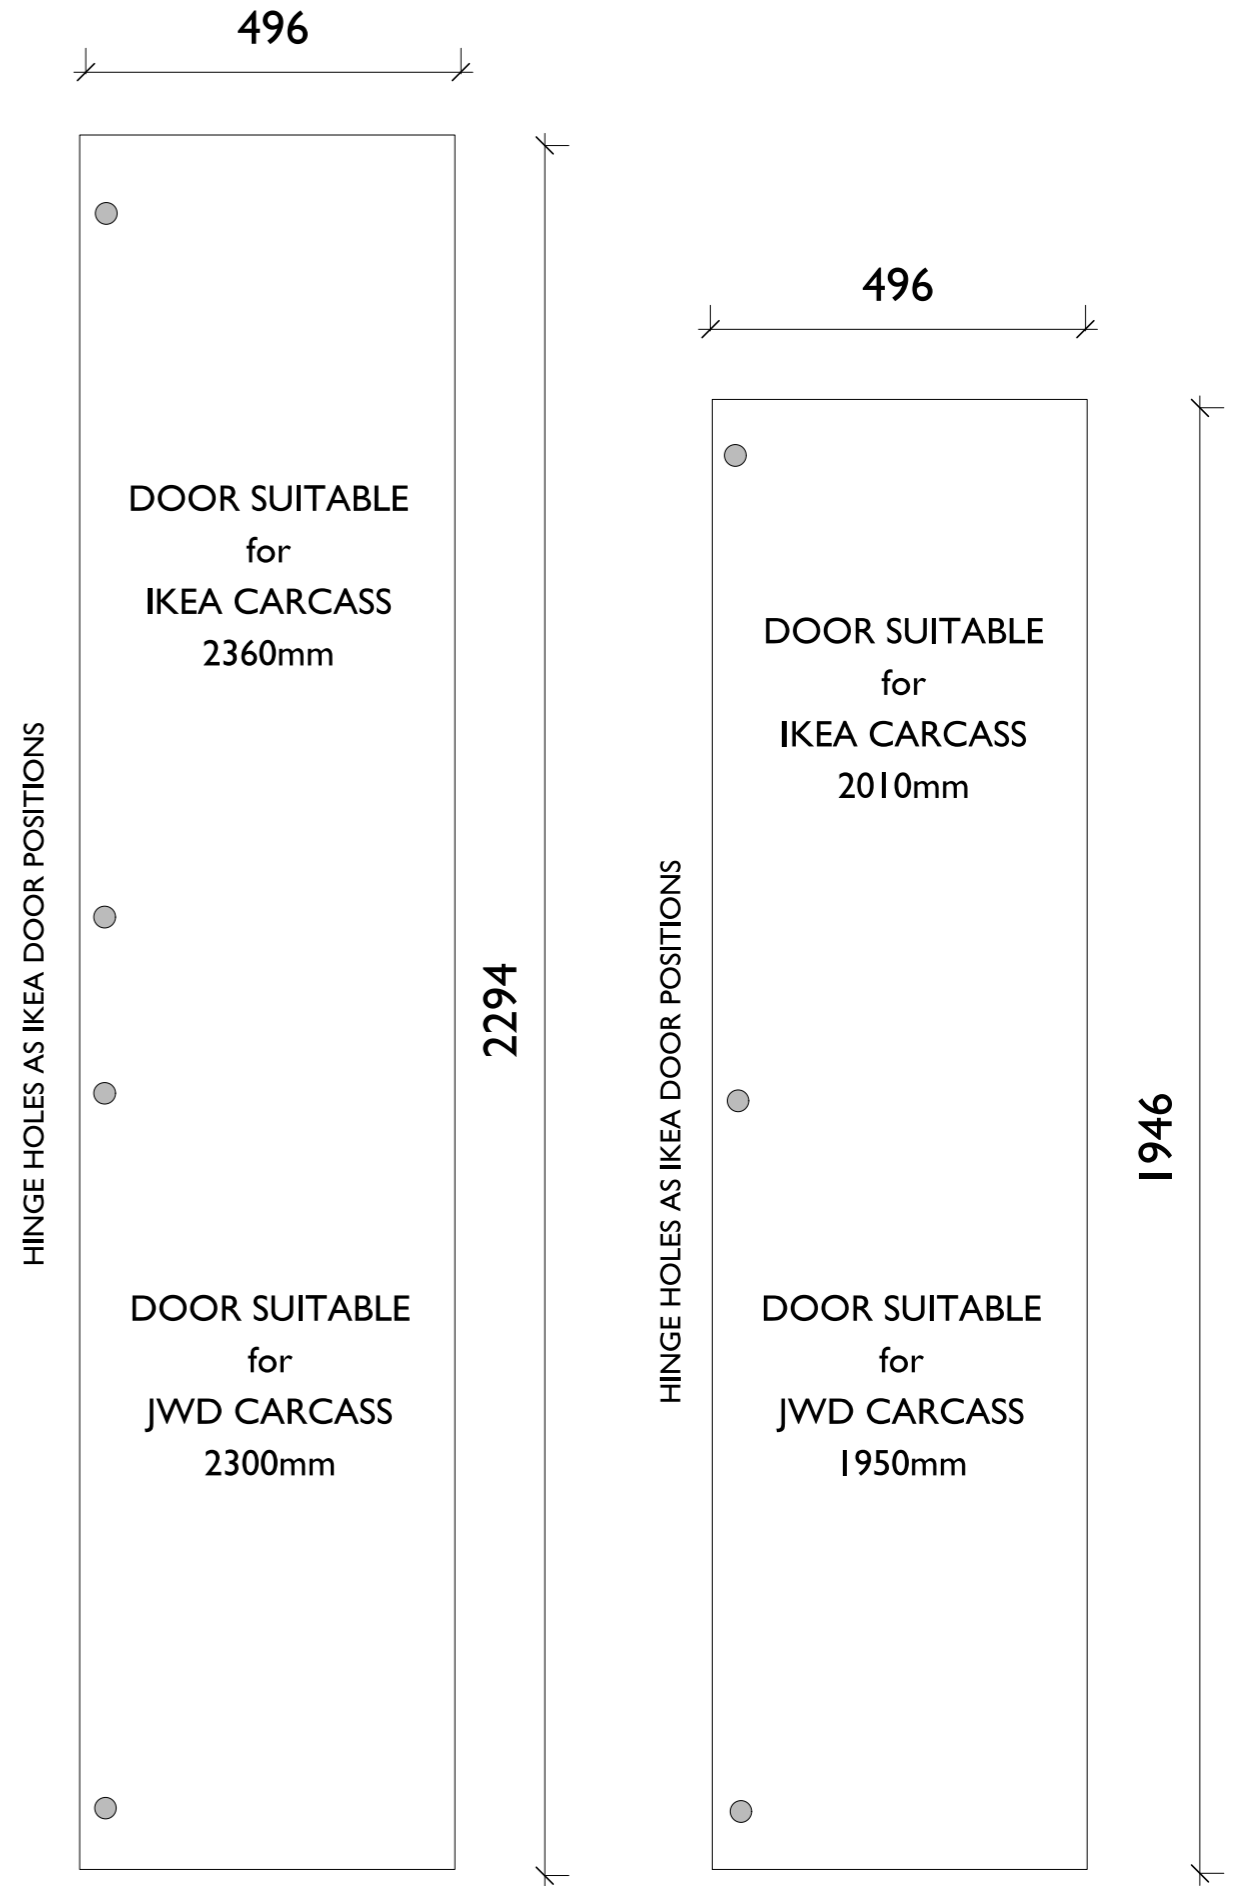 496
DOOR SUITABLE
for
IKEA CARCASS
2360mm
HINGE HOLES AS IKEA DOOR POSITIONS
2294
DOOR SUITABLE
for
JWD CARCASS
2300mm
496
DOOR SUITABLE
for
IKEA CARCASS
2010mm
HINGE HOLES AS IKEA DOOR POSITIONS
1946
DOOR SUITABLE
for
JWD CARCASS
1950mm